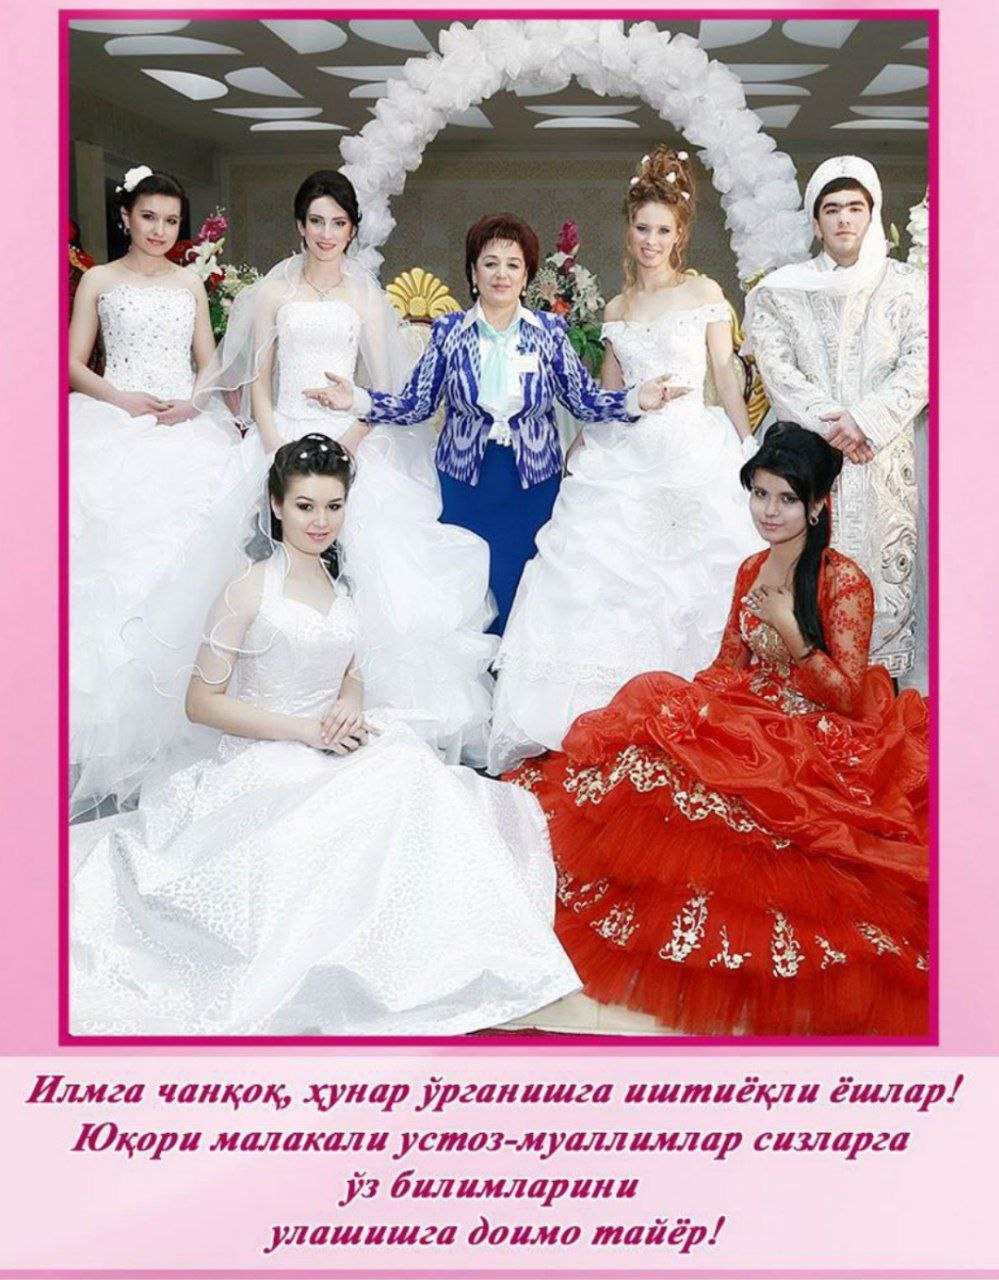 Илмга чанқоқ, ҳунар ўрганишга иштиёқли ёшлар!
Юқори малакали устоз-муаллимлар сизларга
ўз билимларини
улашишга доимо тайёр!